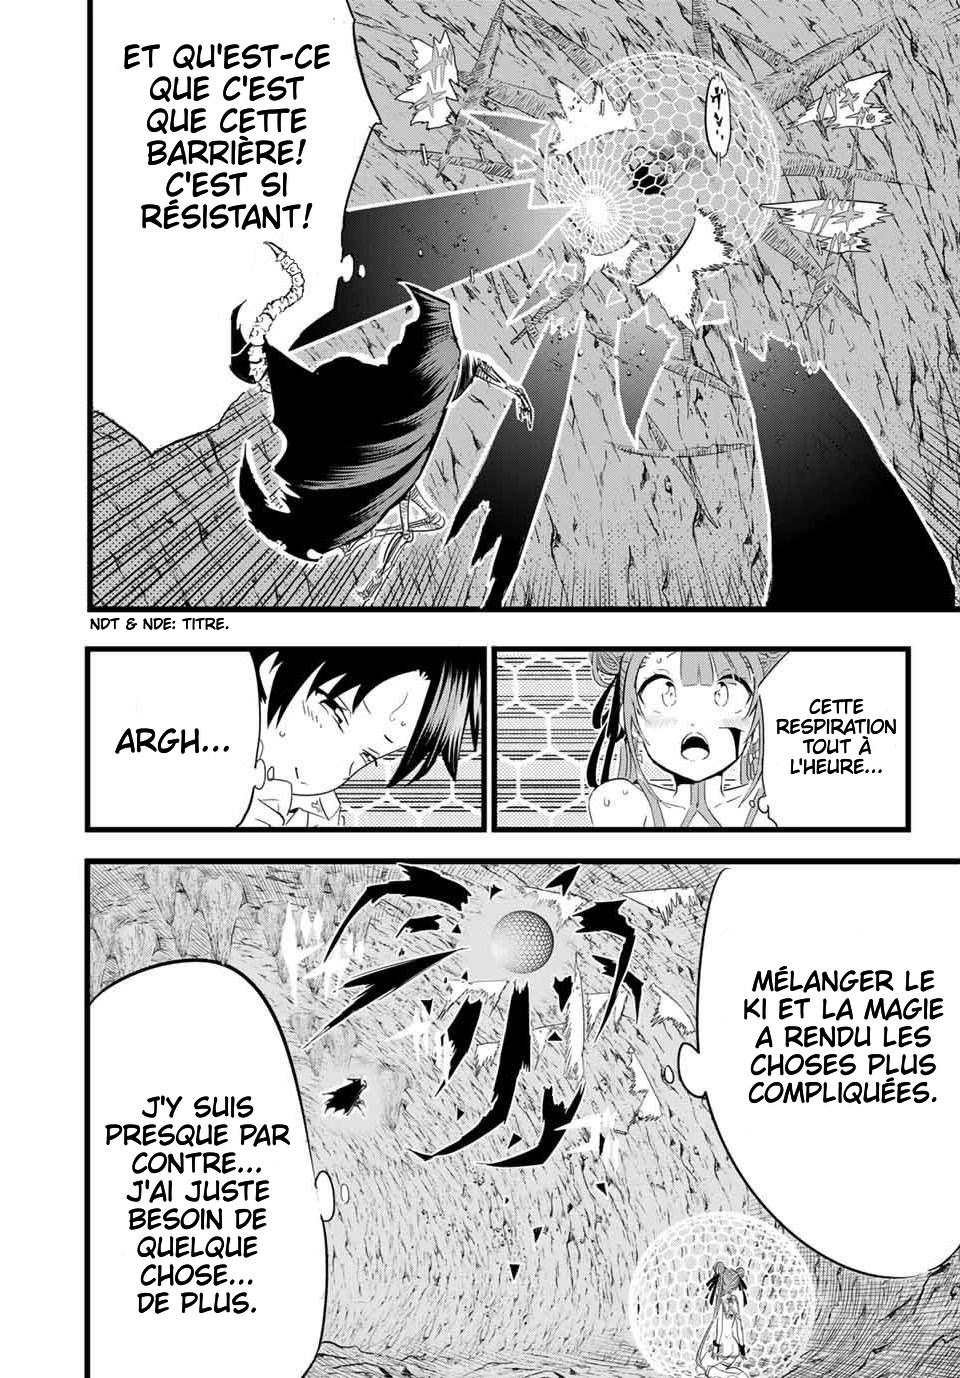 ET QU'EST-CE
QUE C'EST
QUE CETTE
BARRIÈRE!
C'EST SI
RÉSISTANT!
NDT & NDE: TITRE.
CETTE
RESPIRATION
TOUT À
L'HEURE...
ARGH...
MÉLANGER LE
KI ET LA MAGIE
A RENDU LES
CHOSES PLUS
COMPLIQUÉES.
J'Y SUIS
PRESQUE PAR
CONTRE...
J'AI JUSTE
BESOIN DE
QUELQUE
CHOSE...
DE PLUS.